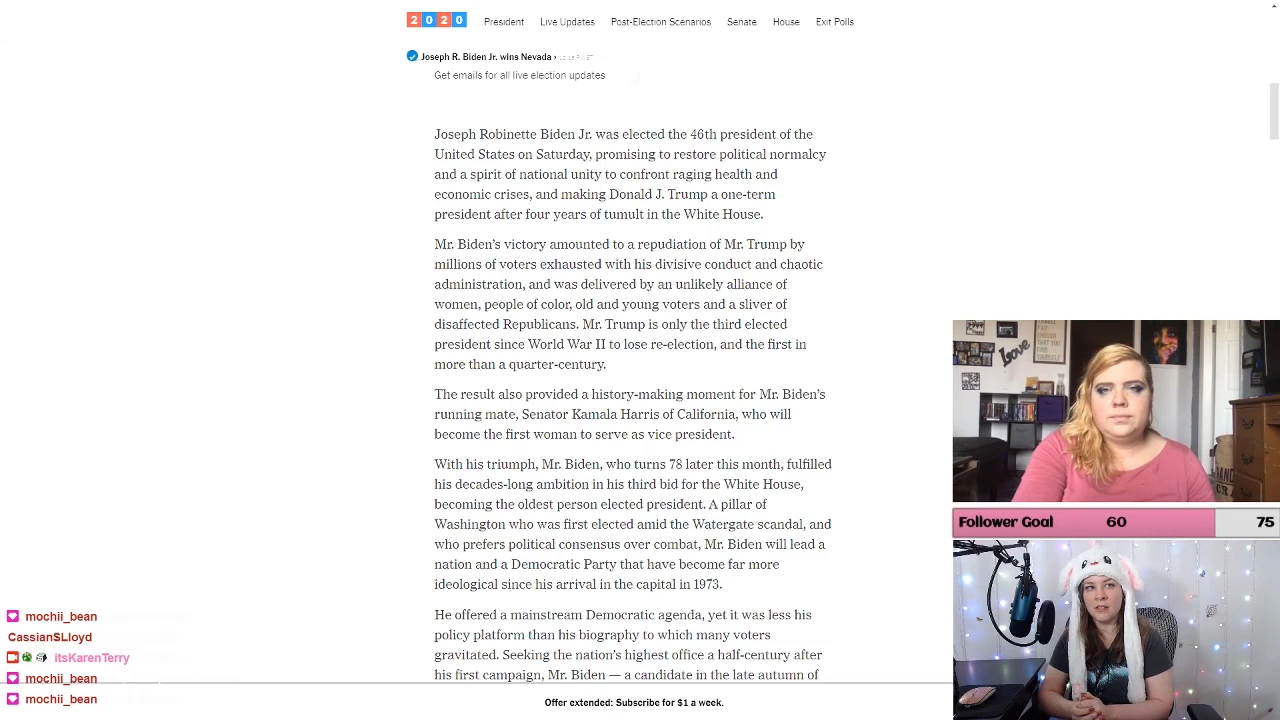 2020 President Live Updates Post-Election Scenarios Senate House Exit Polls
Joseph R. Biden Jr. wins Nevada ›
Get emails for all live election updates
Joseph Robinette Biden Jr. was elected the 46th president of the
United States on Saturday, promising to restore political normalcy
and a spirit of national unity to confront raging health and
economic crises, and making Donald J. Trump a one-term
president after four years of tumult in the White House.
Mr. Biden’s victory amounted to a repudiation of Mr. Trump by
millions of voters exhausted with his divisive conduct and chaotic
administration, and was delivered by an unlikely alliance of
women, people of color, old and young voters and a sliver of
disaffected Republicans. Mr. Trump is only the third elected
president since World War II to lose re-election, and the first in
more than a quarter-century.
The result also provided a history-making moment for Mr. Biden’s
running mate, Senator Kamala Harris of California, who will
become the first woman to serve as vice president.
With his triumph, Mr. Biden, who turns 78 later this month, fulfilled
his decades-long ambition in his third bid for the White House,
becoming the oldest person elected president. A pillar of
Washington who was first elected amid the Watergate scandal, and
who prefers political consensus over combat, Mr. Biden will lead a
nation and a Democratic Party that have become far more
ideological since his arrival in the capital in 1973.
He offered a mainstream Democratic agenda, yet it was less his
policy platform than his biography to which many voters
gravitated. Seeking the nation’s highest office a half-century after
his first campaign, Mr. Biden — a candidate in the late autumn of
Offer extended: Subscribe for $1 a week.
Love
Follower Goal 60 75
mochii_bean
CassianSLloyd
itsKarenTerry
mochii_bean
mochii_bean